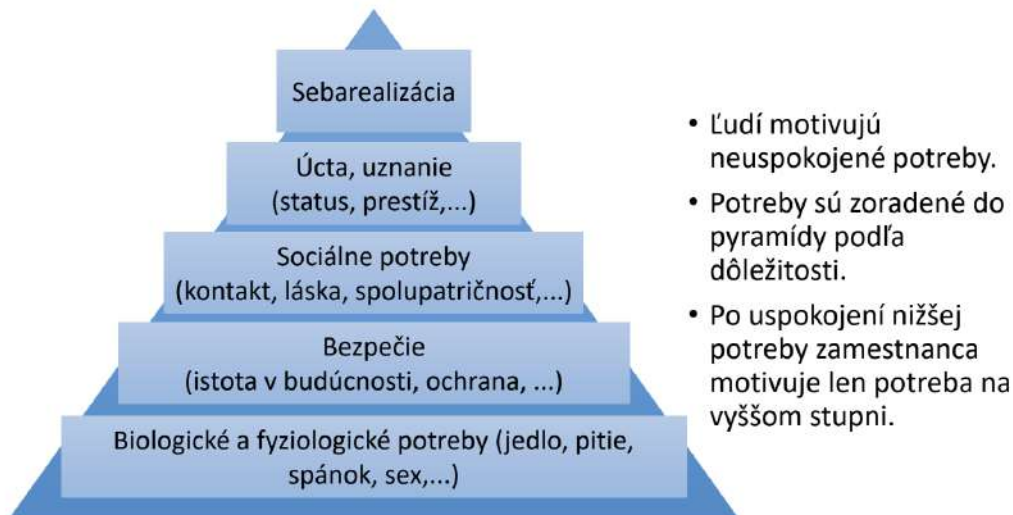 Sebarealizácia
Úcta, uznanie
(status, prestíž,...)
Sociálne potreby
(kontakt, láska, spolupatričnosť,...)
Bezpečie
(istota v budúcnosti, ochrana, ...)
Biologické a fyziologické potreby (jedlo, pitie,
spánok, sex,...)
• Ľudí motivujú
neuspokojené potreby.
• Potreby sú zoradené do
pyramídy podľa
dôležitosti.
• Po uspokojení nižšej
potreby zamestnanca
motivuje len potreba na
vyššom stupni.